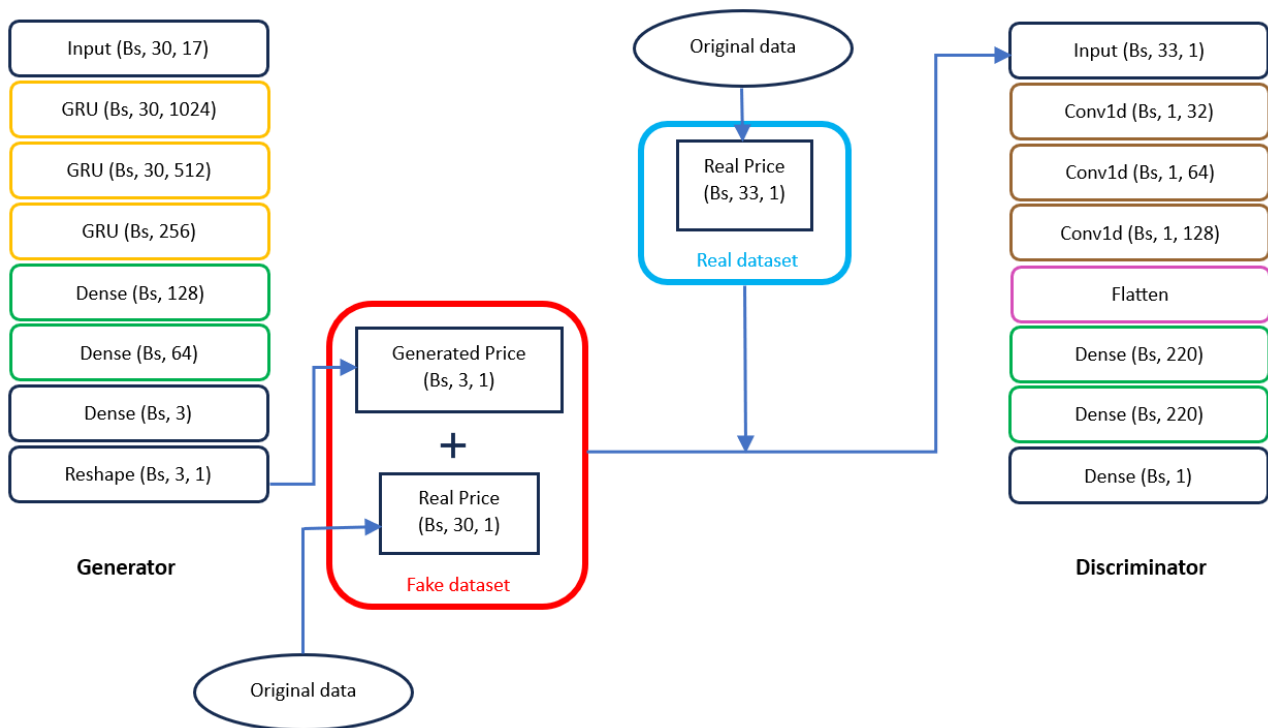 Input (Bs, 30, 17)
GRU (Bs, 30, 1024)
GRU (Bs, 30, 512)
GRU (Bs, 256)
Dense (Bs, 128)
Dense (Bs, 64)
Dense (Bs, 3)
Reshape (Bs, 3, 1)
Generator
Generated Price
(Bs, 3, 1)
+
Real Price
(Bs, 30, 1)
Fake dataset
Original data
Original data
Real Price
(Bs, 33, 1)
Real dataset
Input (Bs, 33, 1)
Conv1d (Bs, 1, 32)
Conv1d (Bs, 1, 64)
Conv1d (Bs, 1, 128)
Flatten
Dense (Bs, 220)
Dense (Bs, 220)
Dense (Bs, 1)
Discriminator